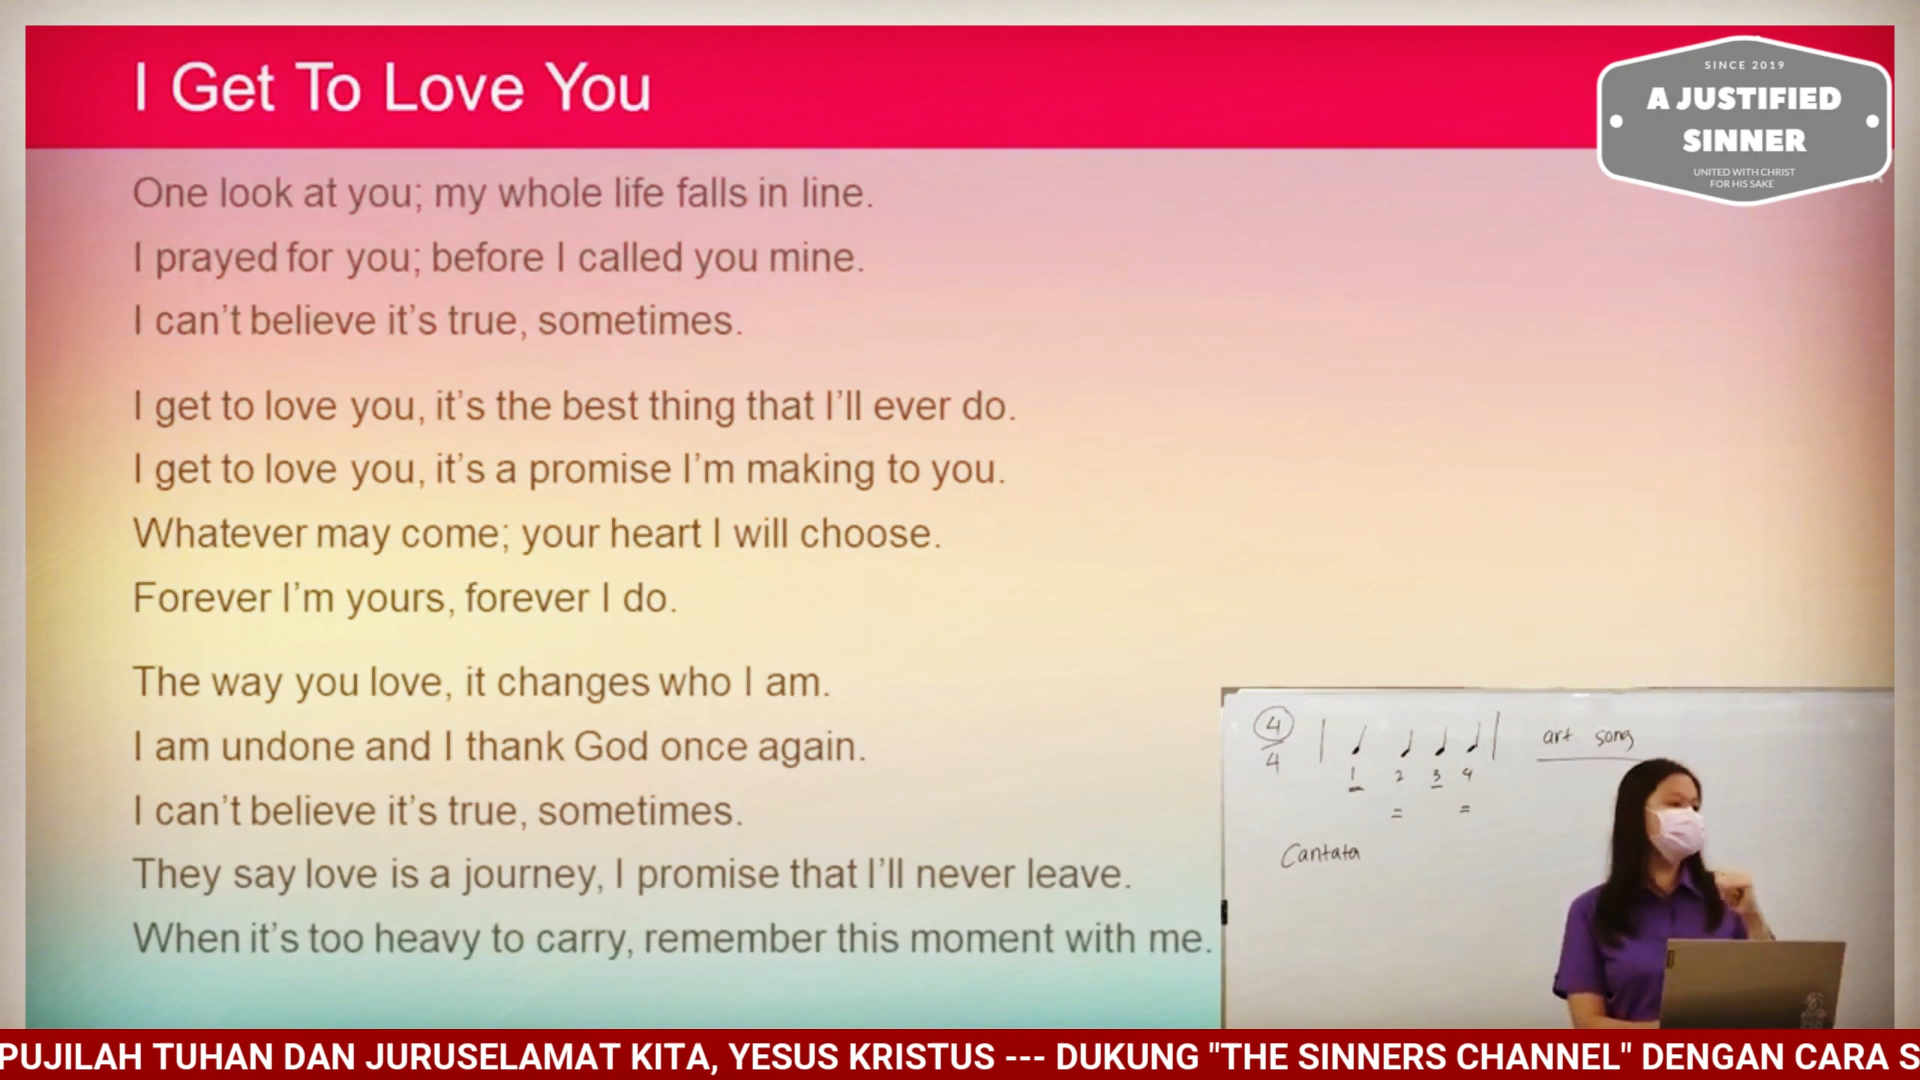 I Get To Love You
SINCE 2019
A JUSTIFIED
SINNER
UNITED WITH CHRIST
FOR HIS SAKE
One look at you; my whole life falls in line.
I prayed for you; before I called you mine.
I can’t believe it’s true, sometimes.
I get to love you, it’s the best thing that I’ll ever do.
I get to love you, it’s a promise I’m making to you.
Whatever may come; your heart I will choose.
Forever I’m yours, forever I do.
The way you love, it changes who I am.
I am undone and I thank God once again.
I can’t believe it’s true, sometimes.
They say love is a journey, I promise that I’ll never leave.
When it’s too heavy to carry, remember this moment with me.
4
4
art song
1 2 3 4
= =
Cantata
PUJILAH TUHAN DAN JURUSELAMAT KITA, YESUS KRISTUS --- DUKUNG "THE SINNERS CHANNEL" DENGAN CARA S